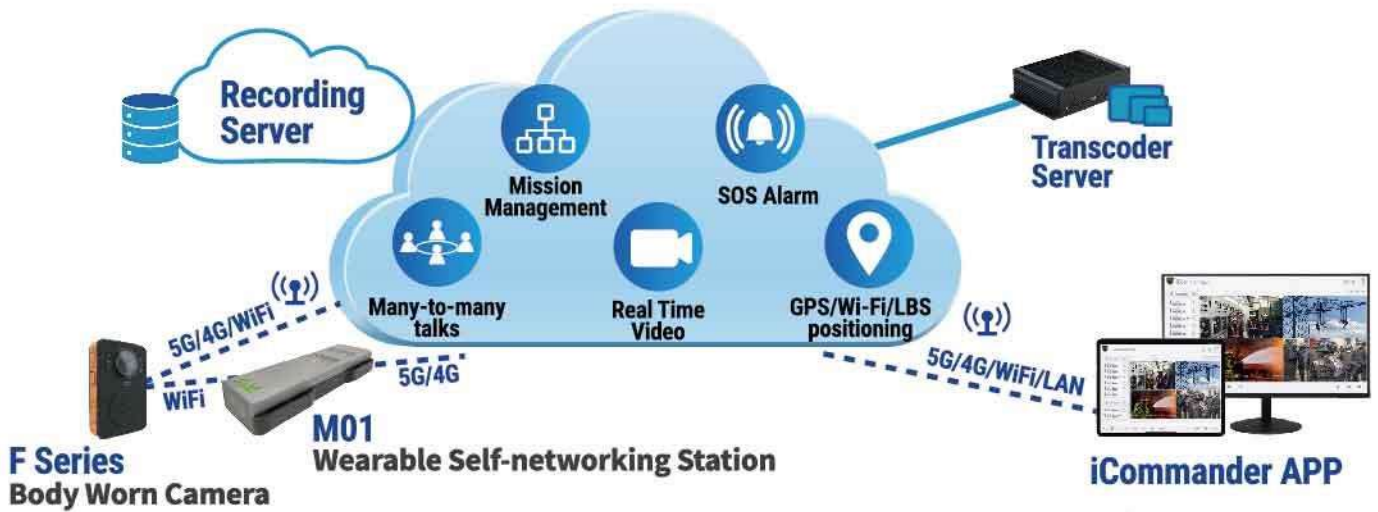 Recording
Server
Mission
Management
SOS Alarm
Transcoder
Server
Many-to-many
talks
Real Time
Video
GPS/Wi-Fi/LBS
positioning
5G/4G/WiFi
WiFi
5G/4G
5G/4G/WiFi/LAN
F Series
Body Worn Camera
M01
Wearable Self-networking Station
iCommander APP